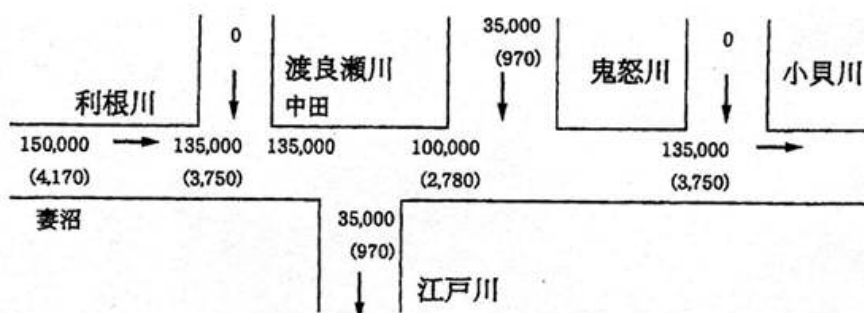 0
35,000
(970)
0
利根川
渡良瀬川
中田
鬼怒川
小貝川
150,000
(4,170)
135,000
(3,750)
135,000
100,000
(2,780)
135,000
(3,750)
妻沼
35,000
(970)
江戸川